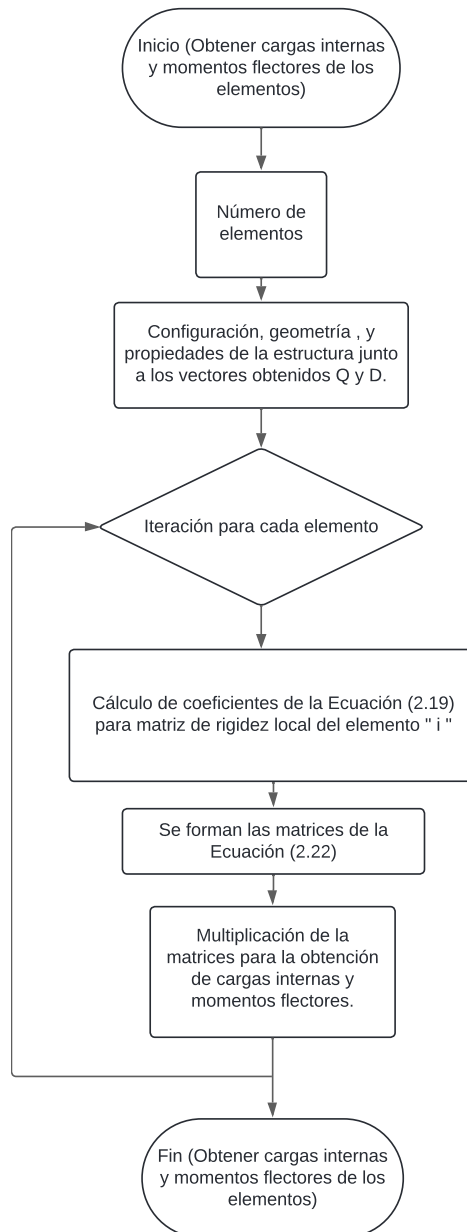 Inicio (Obtener cargas internas
y momentos flectores de los
elementos)
Número de
elementos
Configuración, geometría , y
propiedades de la estructura junto
a los vectores obtenidos Q y D.
Iteración para cada elemento
Cálculo de coeficientes de la Ecuación (2.19)
para matriz de rigidez local del elemento " i "
Se forman las matrices de la
Ecuación (2.22)
Multiplicación de la
matrices para la obtención
de cargas internas y
momentos flectores.
Fin (Obtener cargas internas
y momentos flectores de los
elementos)